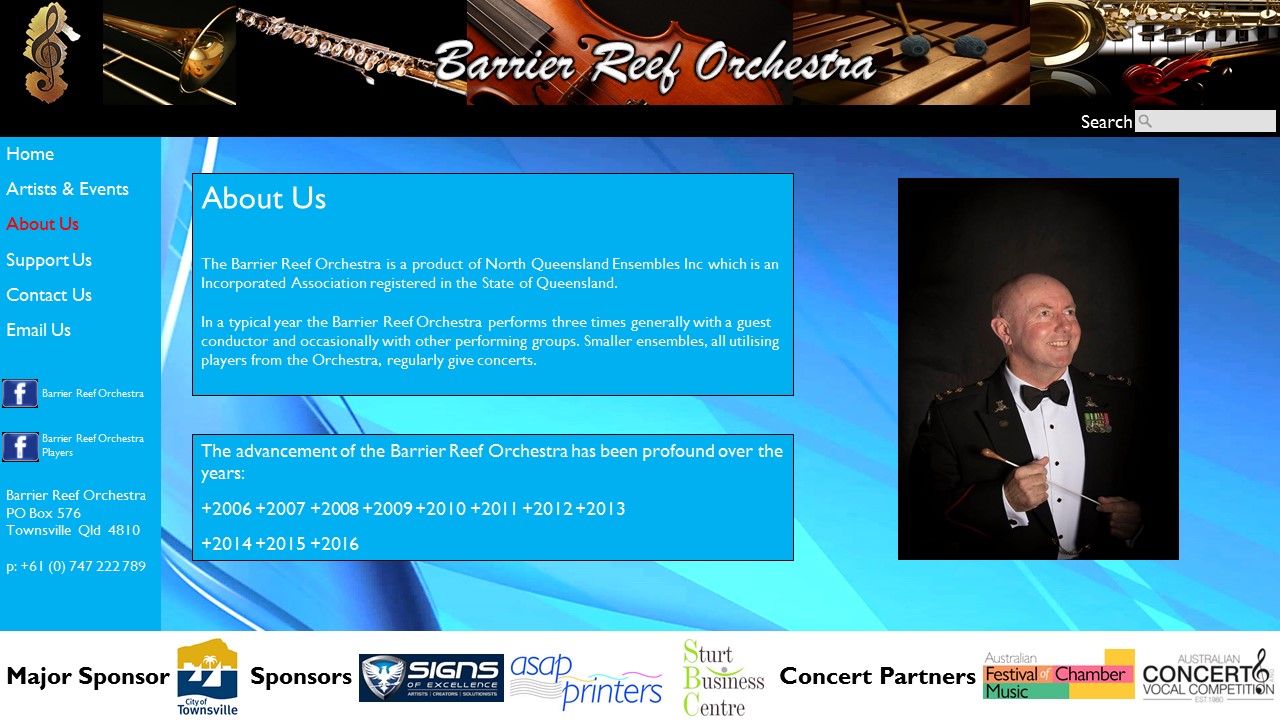 Barrier Reef Orchestra
Search
Home
Artists & Events
About Us
Support Us
Contact Us
Email Us
f Barrier Reef Orchestra
f Barrier Reef Orchestra
Players
Barrier Reef Orchestra
PO Box 576
Townsville Qld 4810
p: +61 (0) 747 222 789
About Us
The Barrier Reef Orchestra is a product of North Queensland Ensembles Inc which is an
Incorporated Association registered in the State of Queensland.
In a typical year the Barrier Reef Orchestra performs three times generally with a guest
conductor and occasionally with other performing groups. Smaller ensembles, all utilising
players from the Orchestra, regularly give concerts.
The advancement of the Barrier Reef Orchestra has been profound over the
years:
+2006 +2007 +2008 +2009 +2010 +2011 +2012 +2013
+2014 +2015 +2016
Major Sponsor
City of
Townsville
Sponsors
SIGNS
OF EXCELLENCE
ARTISTS | CREATORS | SOLUTIONISTS
asap
printers
Sturt
Business
Centre
Concert Partners
Australian
Festival of Chamber
Music
AUSTRALIAN
CONCERTO
VOCAL COMPETITION
EST.1980